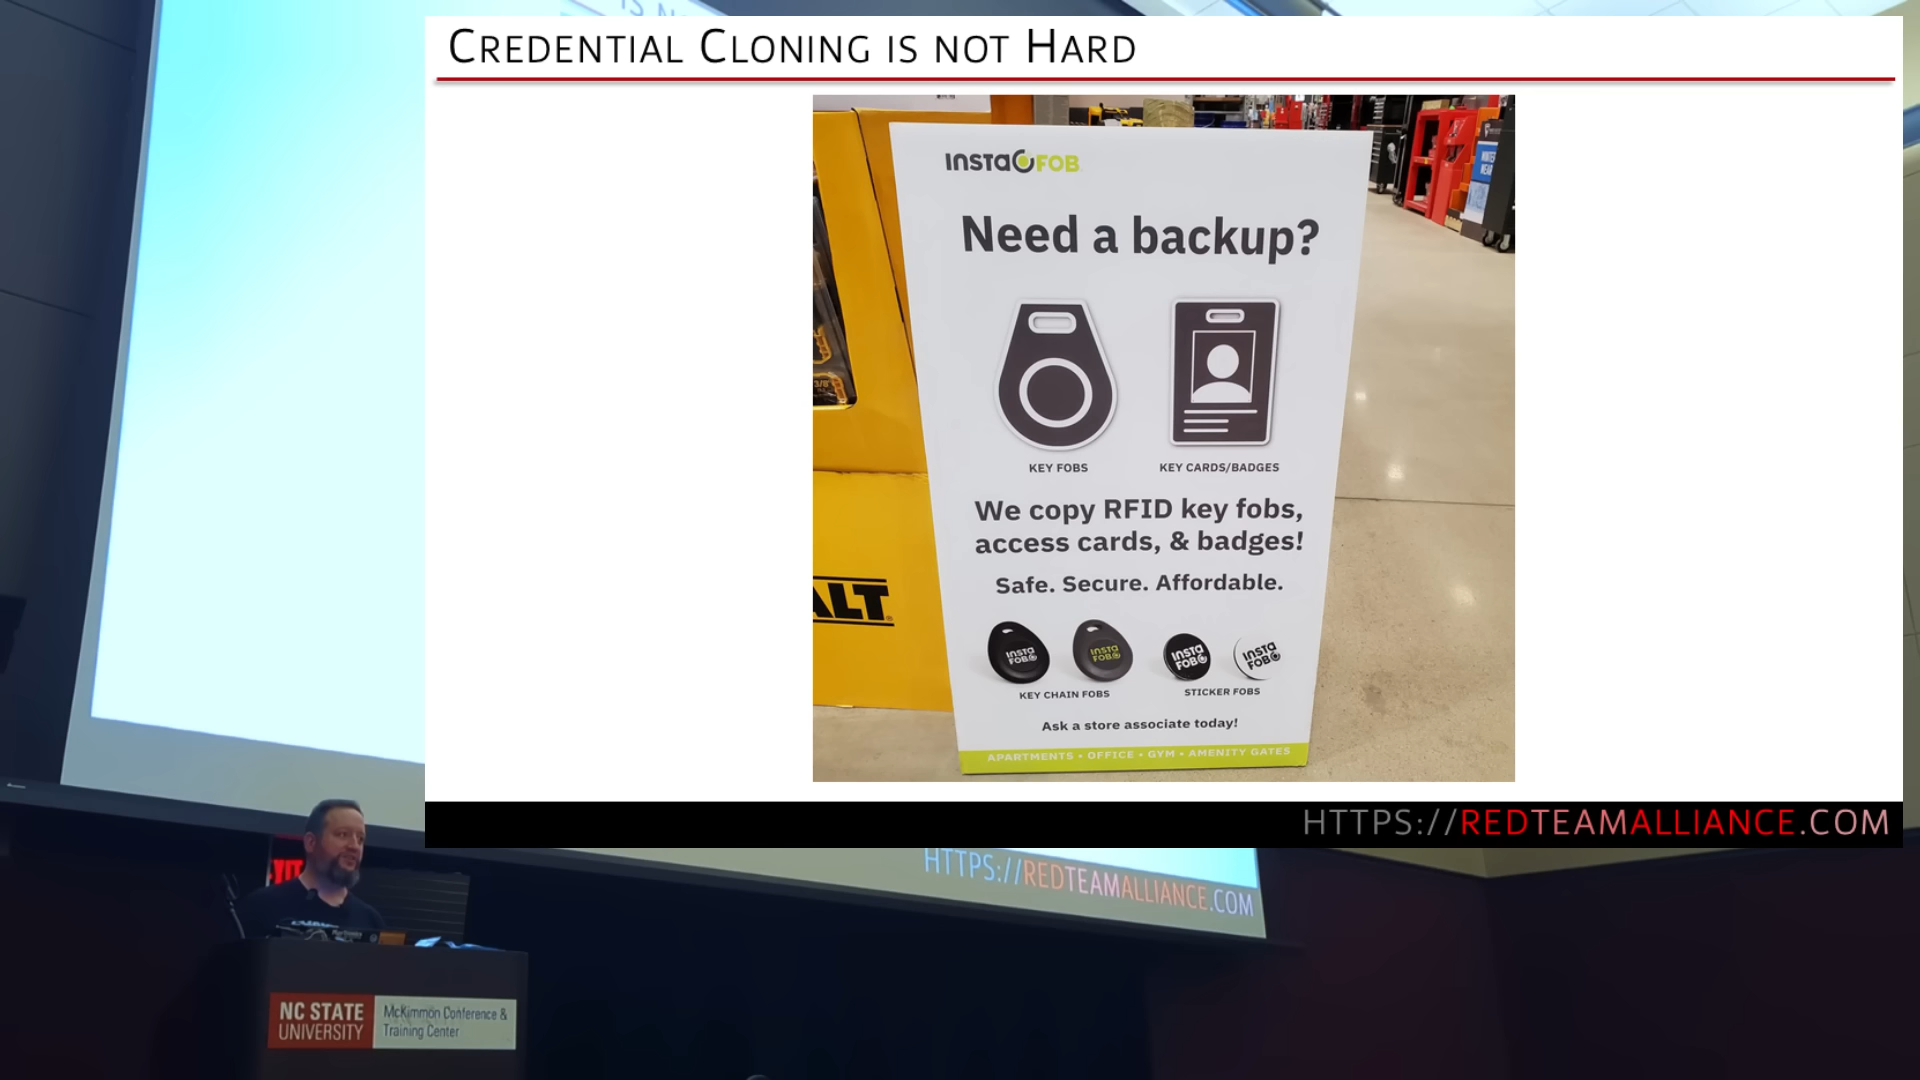 CREDENTIAL CLONING IS NOT HARD
INSTAFOB
Need a backup?
KEY FOBS
KEY CARDS/BADGES
We copy RFID key fobs,
access cards, & badges!
Safe. Secure. Affordable.
INSTA
FOB
INSTA
FOB
INSTA
FOB
INSTA
FOB
KEY CHAIN FOBS
STICKER FOBS
Ask a store associate today!
APARTMENTS • OFFICE • GYM • AMENITY GATES
ALT
3/8"
HTTPS://REDTEAMALLIANCE.COM
HTTPS://REDTEAMALLIANCE.COM
NC STATE
UNIVERSITY
McKimmon Conference &
Training Center